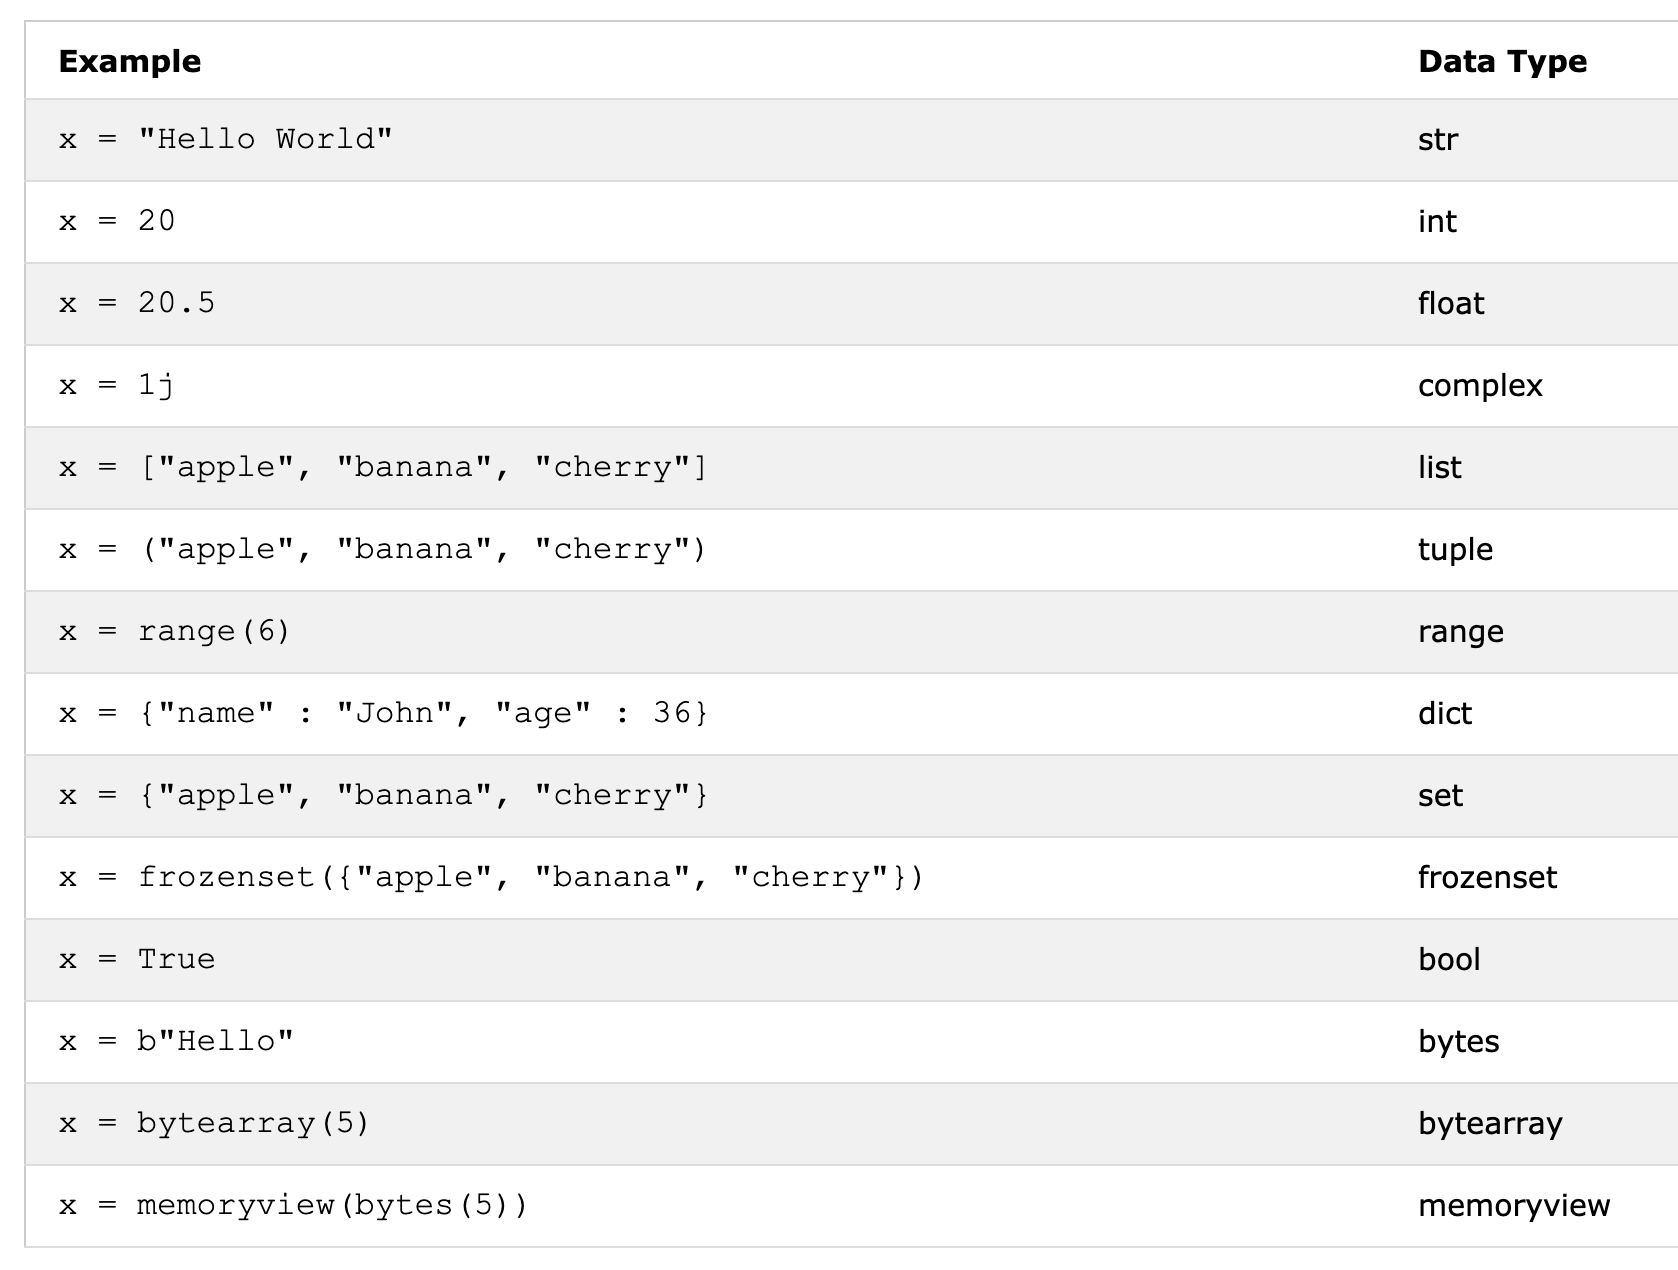 Example Data Type
x = "Hello World" str
x = 20 int
x = 20.5 float
x = 1j complex
x = ["apple", "banana", "cherry"] list
x = ("apple", "banana", "cherry") tuple
x = range(6) range
x = {"name" : "John", "age" : 36} dict
x = {"apple", "banana", "cherry"} set
x = frozenset({"apple", "banana", "cherry"}) frozenset
x = True bool
x = b"Hello" bytes
x = bytearray(5) bytearray
x = memoryview(bytes(5)) memoryview